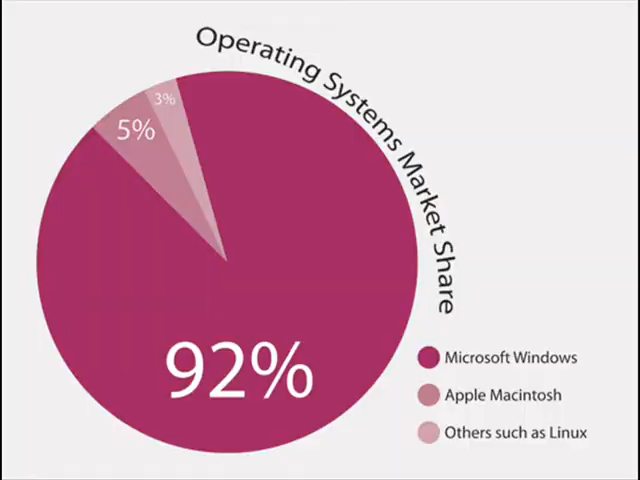 Operating Systems Market Share
3%
5%
92%
Microsoft Windows
Apple Macintosh
Others such as Linux